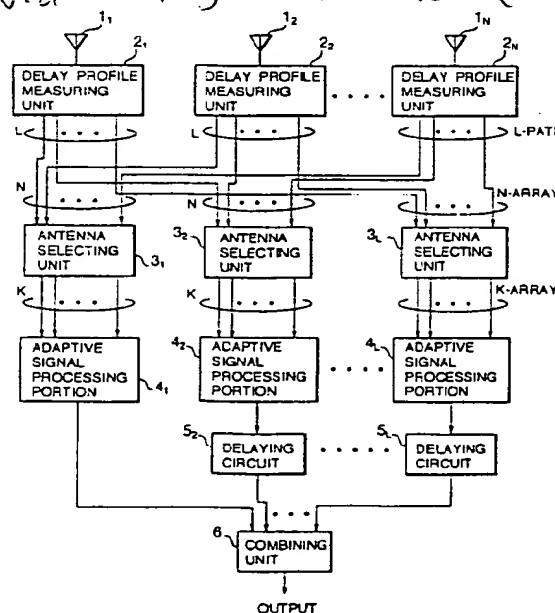 1₁ 1₂ 1N
2₁ 2₂ 2N
DELAY PROFILE MEASURING UNIT
DELAY PROFILE MEASURING UNIT
DELAY PROFILE MEASURING UNIT
L L L-PATH
N N N-ARRAY
ANTENNA SELECTING UNIT
3₁
3₂
ANTENNA SELECTING UNIT
3L
ANTENNA SELECTING UNIT
K K K-ARRAY
ADAPTIVE SIGNAL PROCESSING PORTION
4₁
4₂
ADAPTIVE SIGNAL PROCESSING PORTION
4L
ADAPTIVE SIGNAL PROCESSING PORTION
5₂
DELAYING CIRCUIT
5L
DELAYING CIRCUIT
6
COMBINING UNIT
OUTPUT